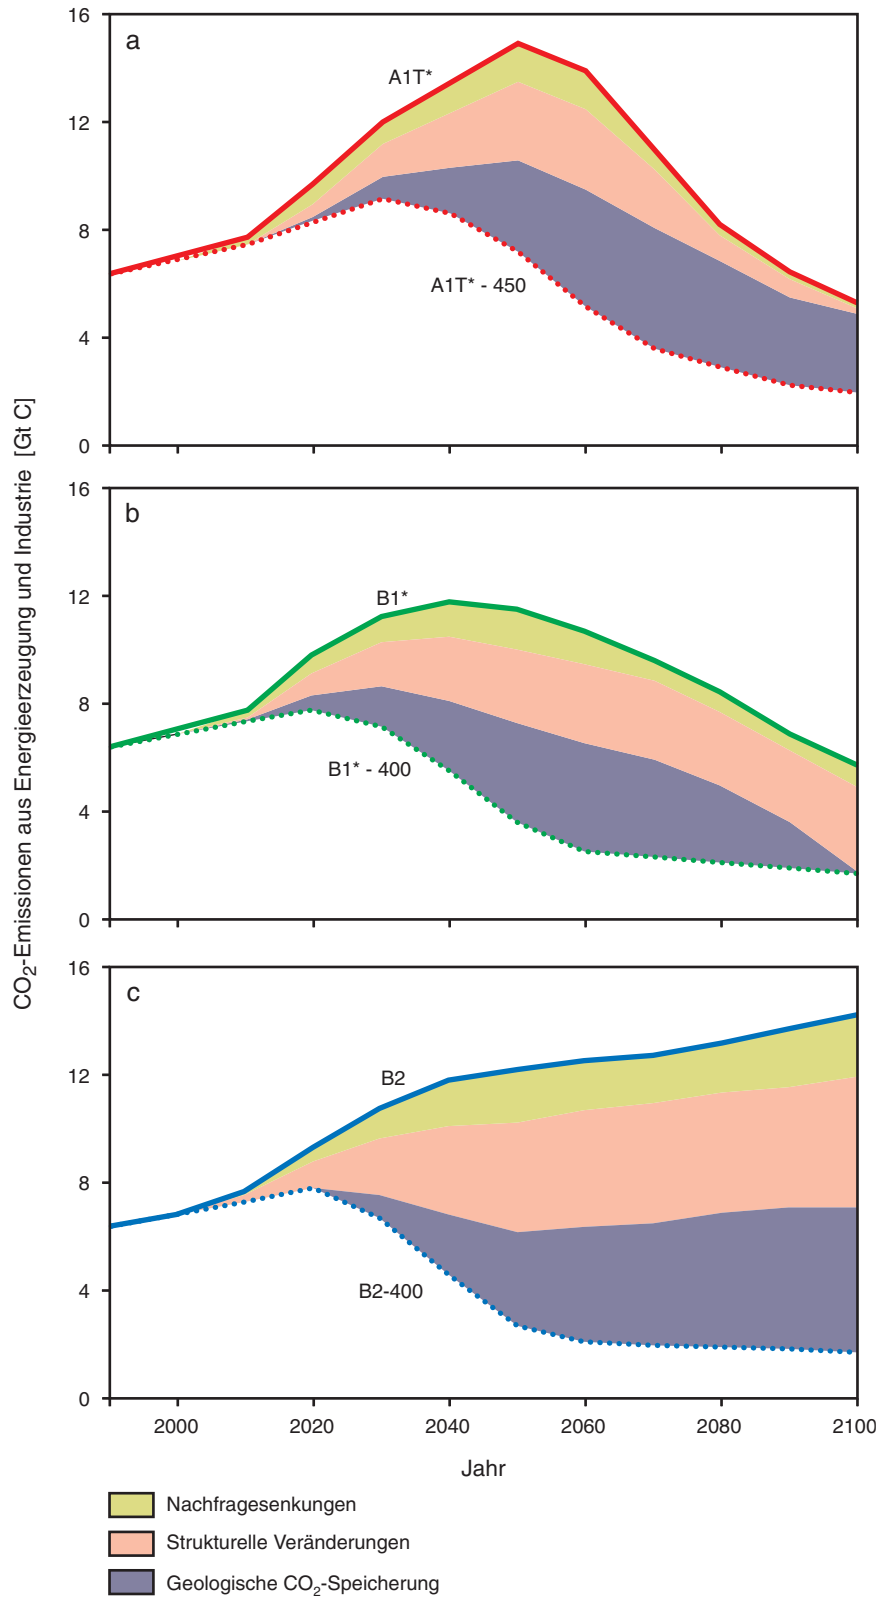 CO₂-Emissionen aus Energieerzeugung und Industrie [Gt C]
16
a
12
8
4
0
A1T*
A1T* - 450
16
b
12
8
4
0
B1*
B1* - 400
16
c
12
8
4
0
B2
B2-400
2000 2020 2040 2060 2080 2100
Jahr
Nachfragesenkungen
Strukturelle Veränderungen
Geologische CO₂-Speicherung